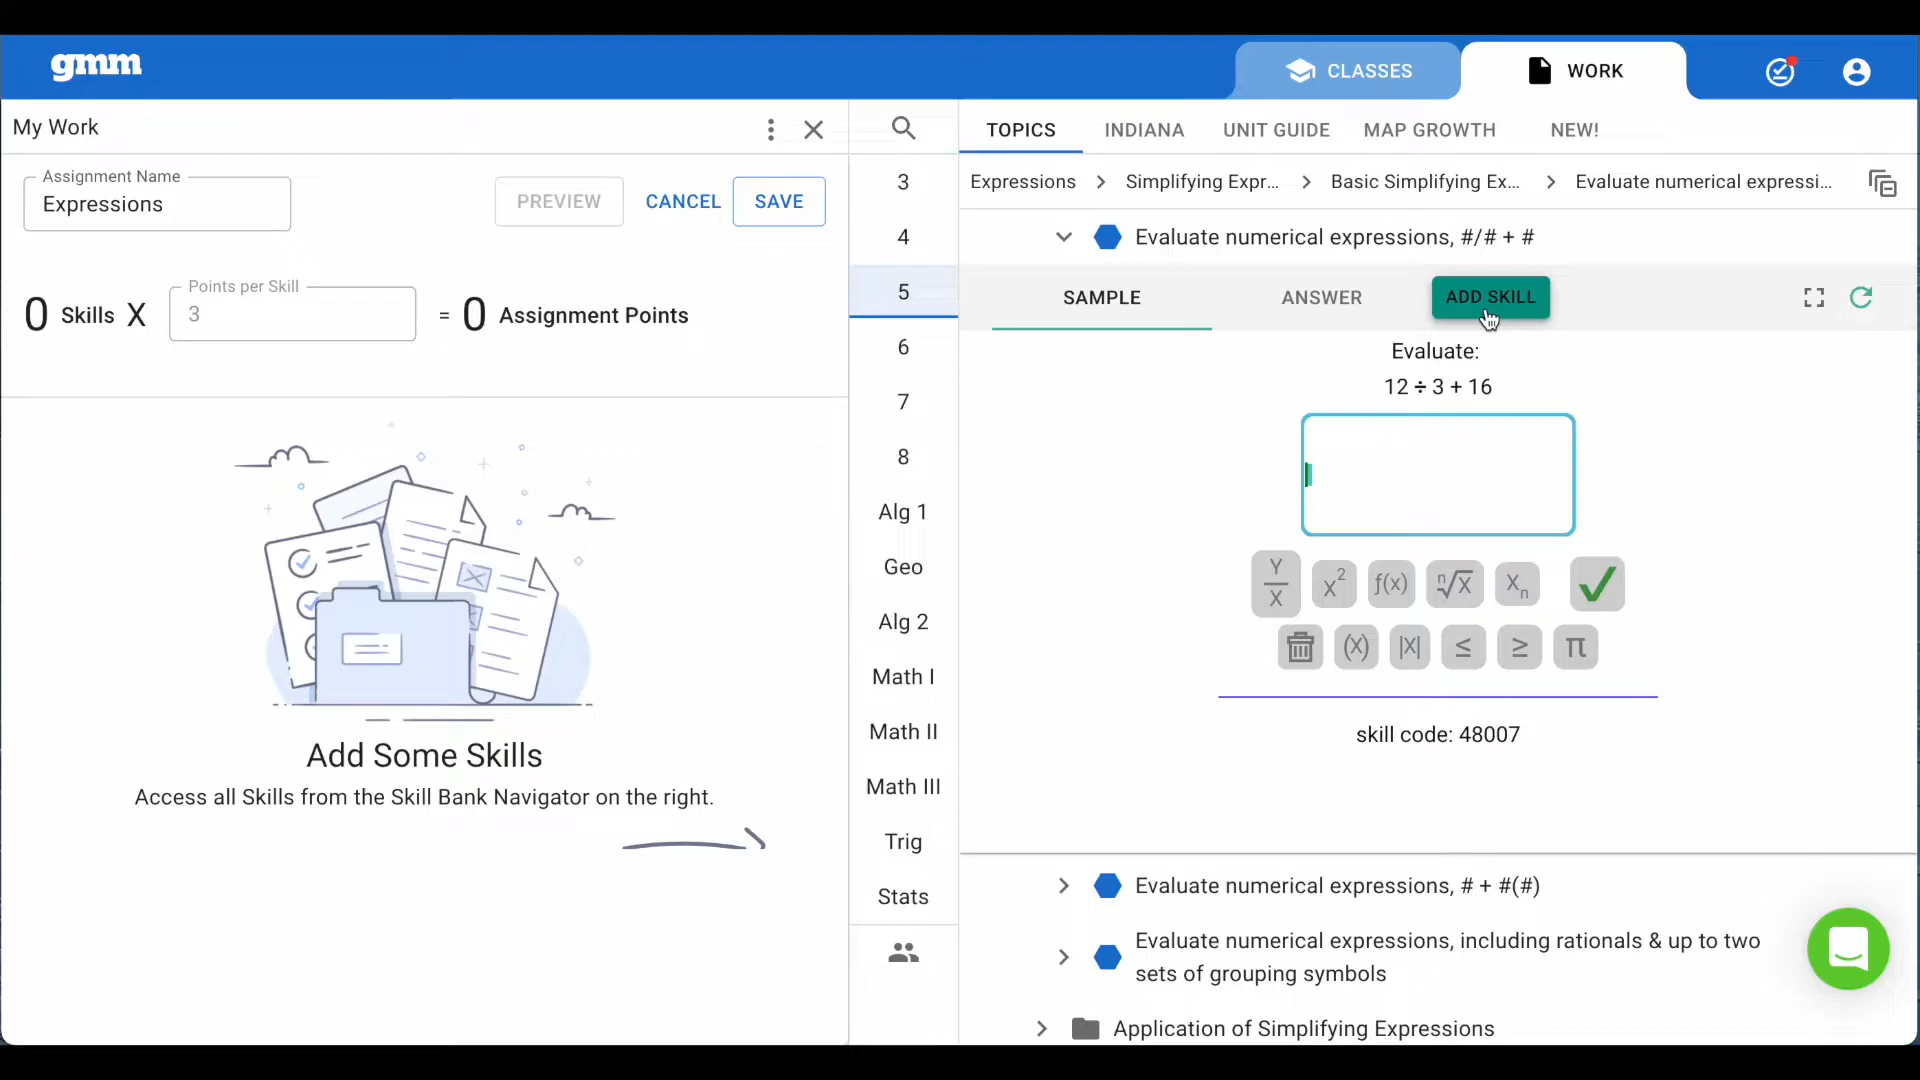 gmm
CLASSES
WORK
My Work
Assignment Name
Expressions
PREVIEW
CANCEL
SAVE
0 Skills X
Points per Skill
3
= 0 Assignment Points
Add Some Skills
Access all Skills from the Skill Bank Navigator on the right.
3
4
5
6
7
8
Alg 1
Geo
Alg 2
Math I
Math II
Math III
Trig
Stats
TOPICS
INDIANA
UNIT GUIDE
MAP GROWTH
NEW!
Expressions > Simplifying Expr... > Basic Simplifying Ex... > Evaluate numerical expressi...
Evaluate numerical expressions, #/# + #
SAMPLE
ANSWER
ADD SKILL
Evaluate:
12 ÷ 3 + 16
Y/X X² ƒ(x) ⁿ√X Xₙ
(X) |X| ≤ ≥ π
skill code: 48007
Evaluate numerical expressions, # + #(#)
Evaluate numerical expressions, including rationals & up to two
sets of grouping symbols
Application of Simplifying Expressions